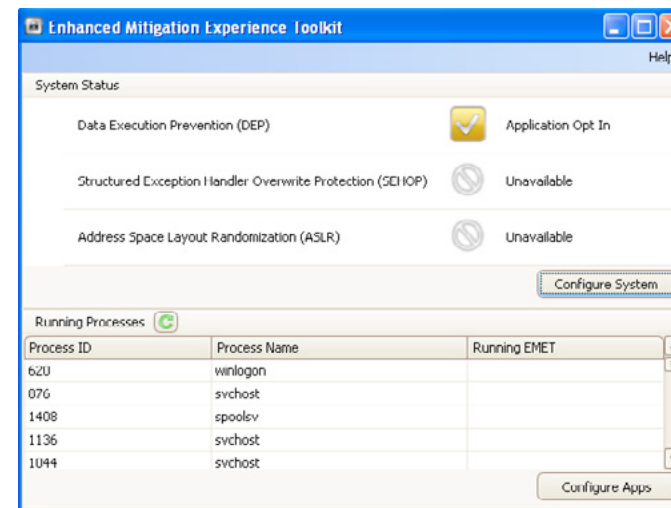 Enhanced Mitigation Experience Toolkit
Help
System Status
Data Execution Prevention (DEP) Application Opt In
Structured Exception Handler Overwrite Protection (SEHOP) Unavailable
Address Space Layout Randomization (ASLR) Unavailable
Configure System
Running Processes
Process ID Process Name Running EMET
620 winlogon
876 svchost
1408 spoolsv
1136 svchost
1044 svchost
Configure Apps